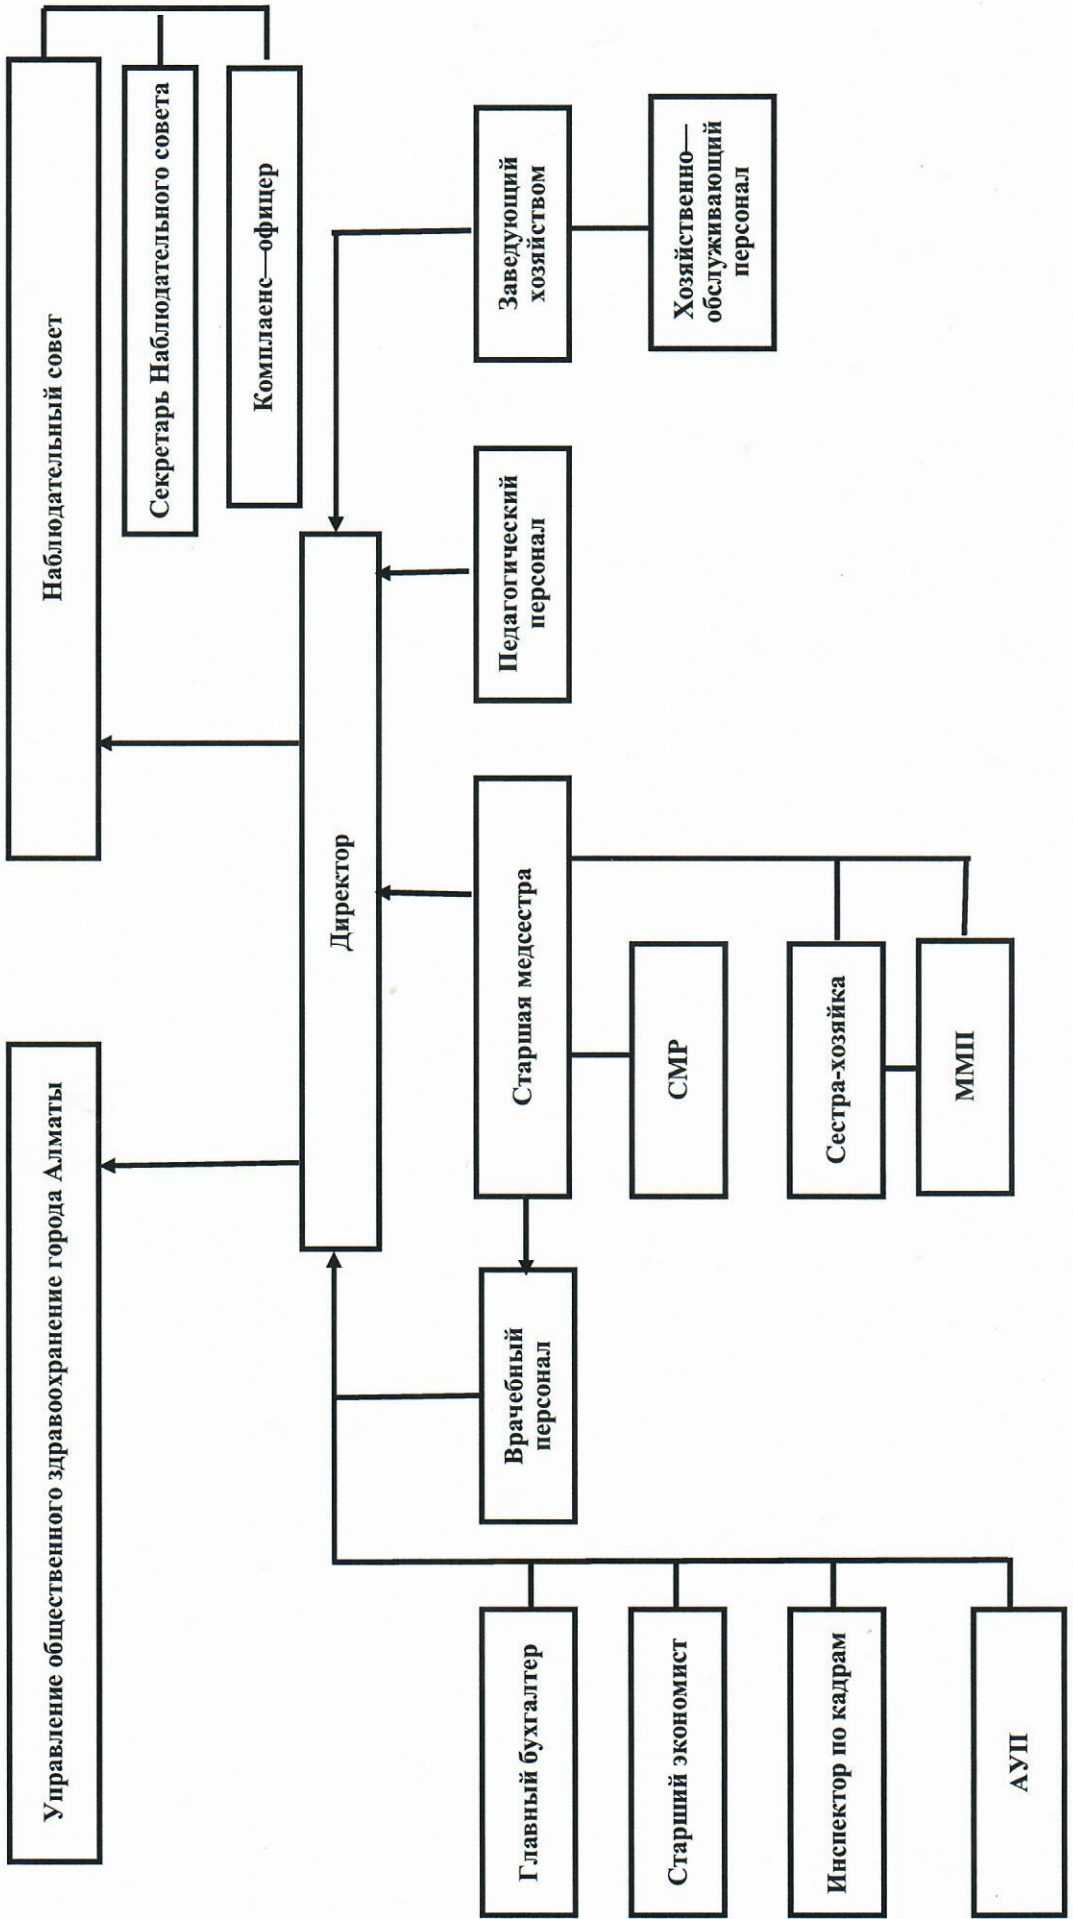 Управление общественного здравоохранение города Алматы
Наблюдательный совет
Секретарь Наблюдательного совета
Комплаенс—офицер
Директор
Главный бухгалтер
Старший экономист
Инспектор по кадрам
АУП
Врачебный
персонал
Старшая медсестра
СМР
Сестра-хозяйка
ММП
Педагогический
персонал
Заведующий
хозяйством
Хозяйственно—
обслуживающий
персонал